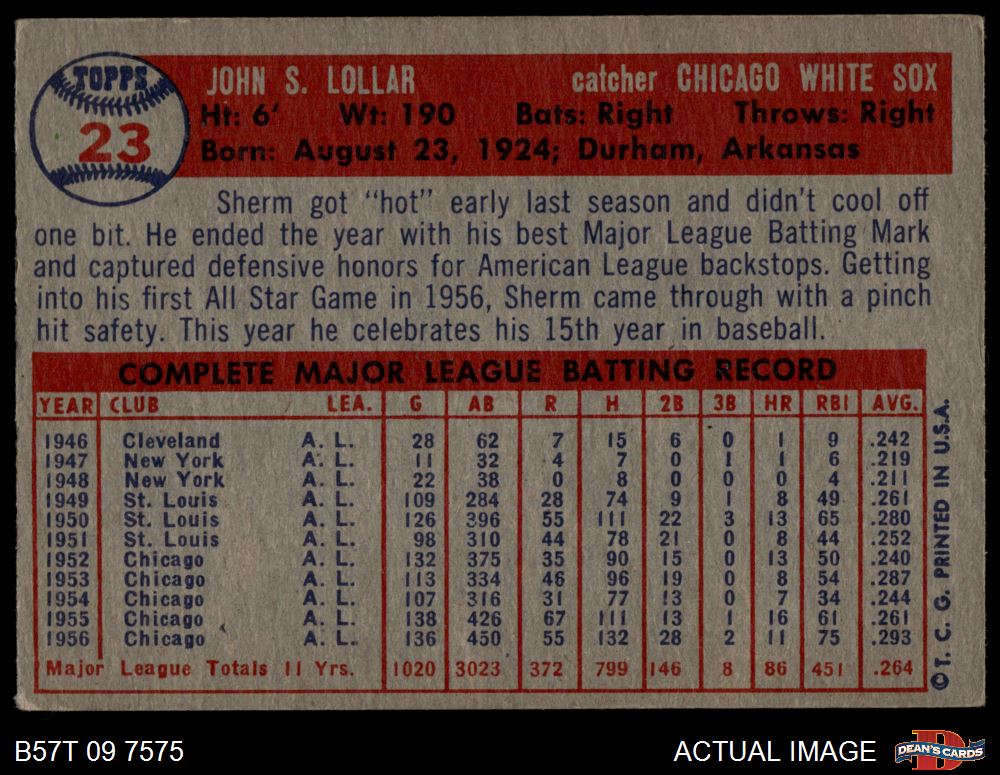 TOPPS
23
JOHN S. LOLLAR catcher CHICAGO WHITE SOX
Ht: 6' Wt: 190 Bats: Right Throws: Right
Born: August 23, 1924; Durham, Arkansas
Sherm got "hot" early last season and didn't cool off
one bit. He ended the year with his best Major League Batting Mark
and captured defensive honors for American League backstops. Getting
into his first All Star Game in 1956, Sherm came through with a pinch
hit safety. This year he celebrates his 15th year in baseball.
COMPLETE MAJOR LEAGUE BATTING RECORD
YEAR CLUB LEA. G AB R H 2B 3B HR RBI AVG.
1946 Cleveland A. L. 28 62 7 15 6 0 1 9 .242
1947 New York A. L. 11 32 4 7 0 1 1 6 .219
1948 New York A. L. 22 38 0 8 0 0 0 4 .211
1949 St. Louis A. L. 109 284 28 74 9 1 8 49 .261
1950 St. Louis A. L. 126 396 55 111 22 3 13 65 .280
1951 St. Louis A. L. 98 310 44 78 21 0 8 44 .252
1952 Chicago A. L. 132 375 35 90 15 0 13 50 .240
1953 Chicago A. L. 113 334 46 96 19 0 8 54 .287
1954 Chicago A. L. 107 316 31 77 13 0 7 34 .244
1955 Chicago A. L. 138 426 67 111 13 1 16 61 .261
1956 Chicago A. L. 136 450 55 132 28 2 11 75 .293
Major League Totals 11 Yrs. 1020 3023 372 799 146 8 86 451 .264
© T. C. G. PRINTED IN U.S.A.
B57T 09 7575 ACTUAL IMAGE DEAN'S CARDS